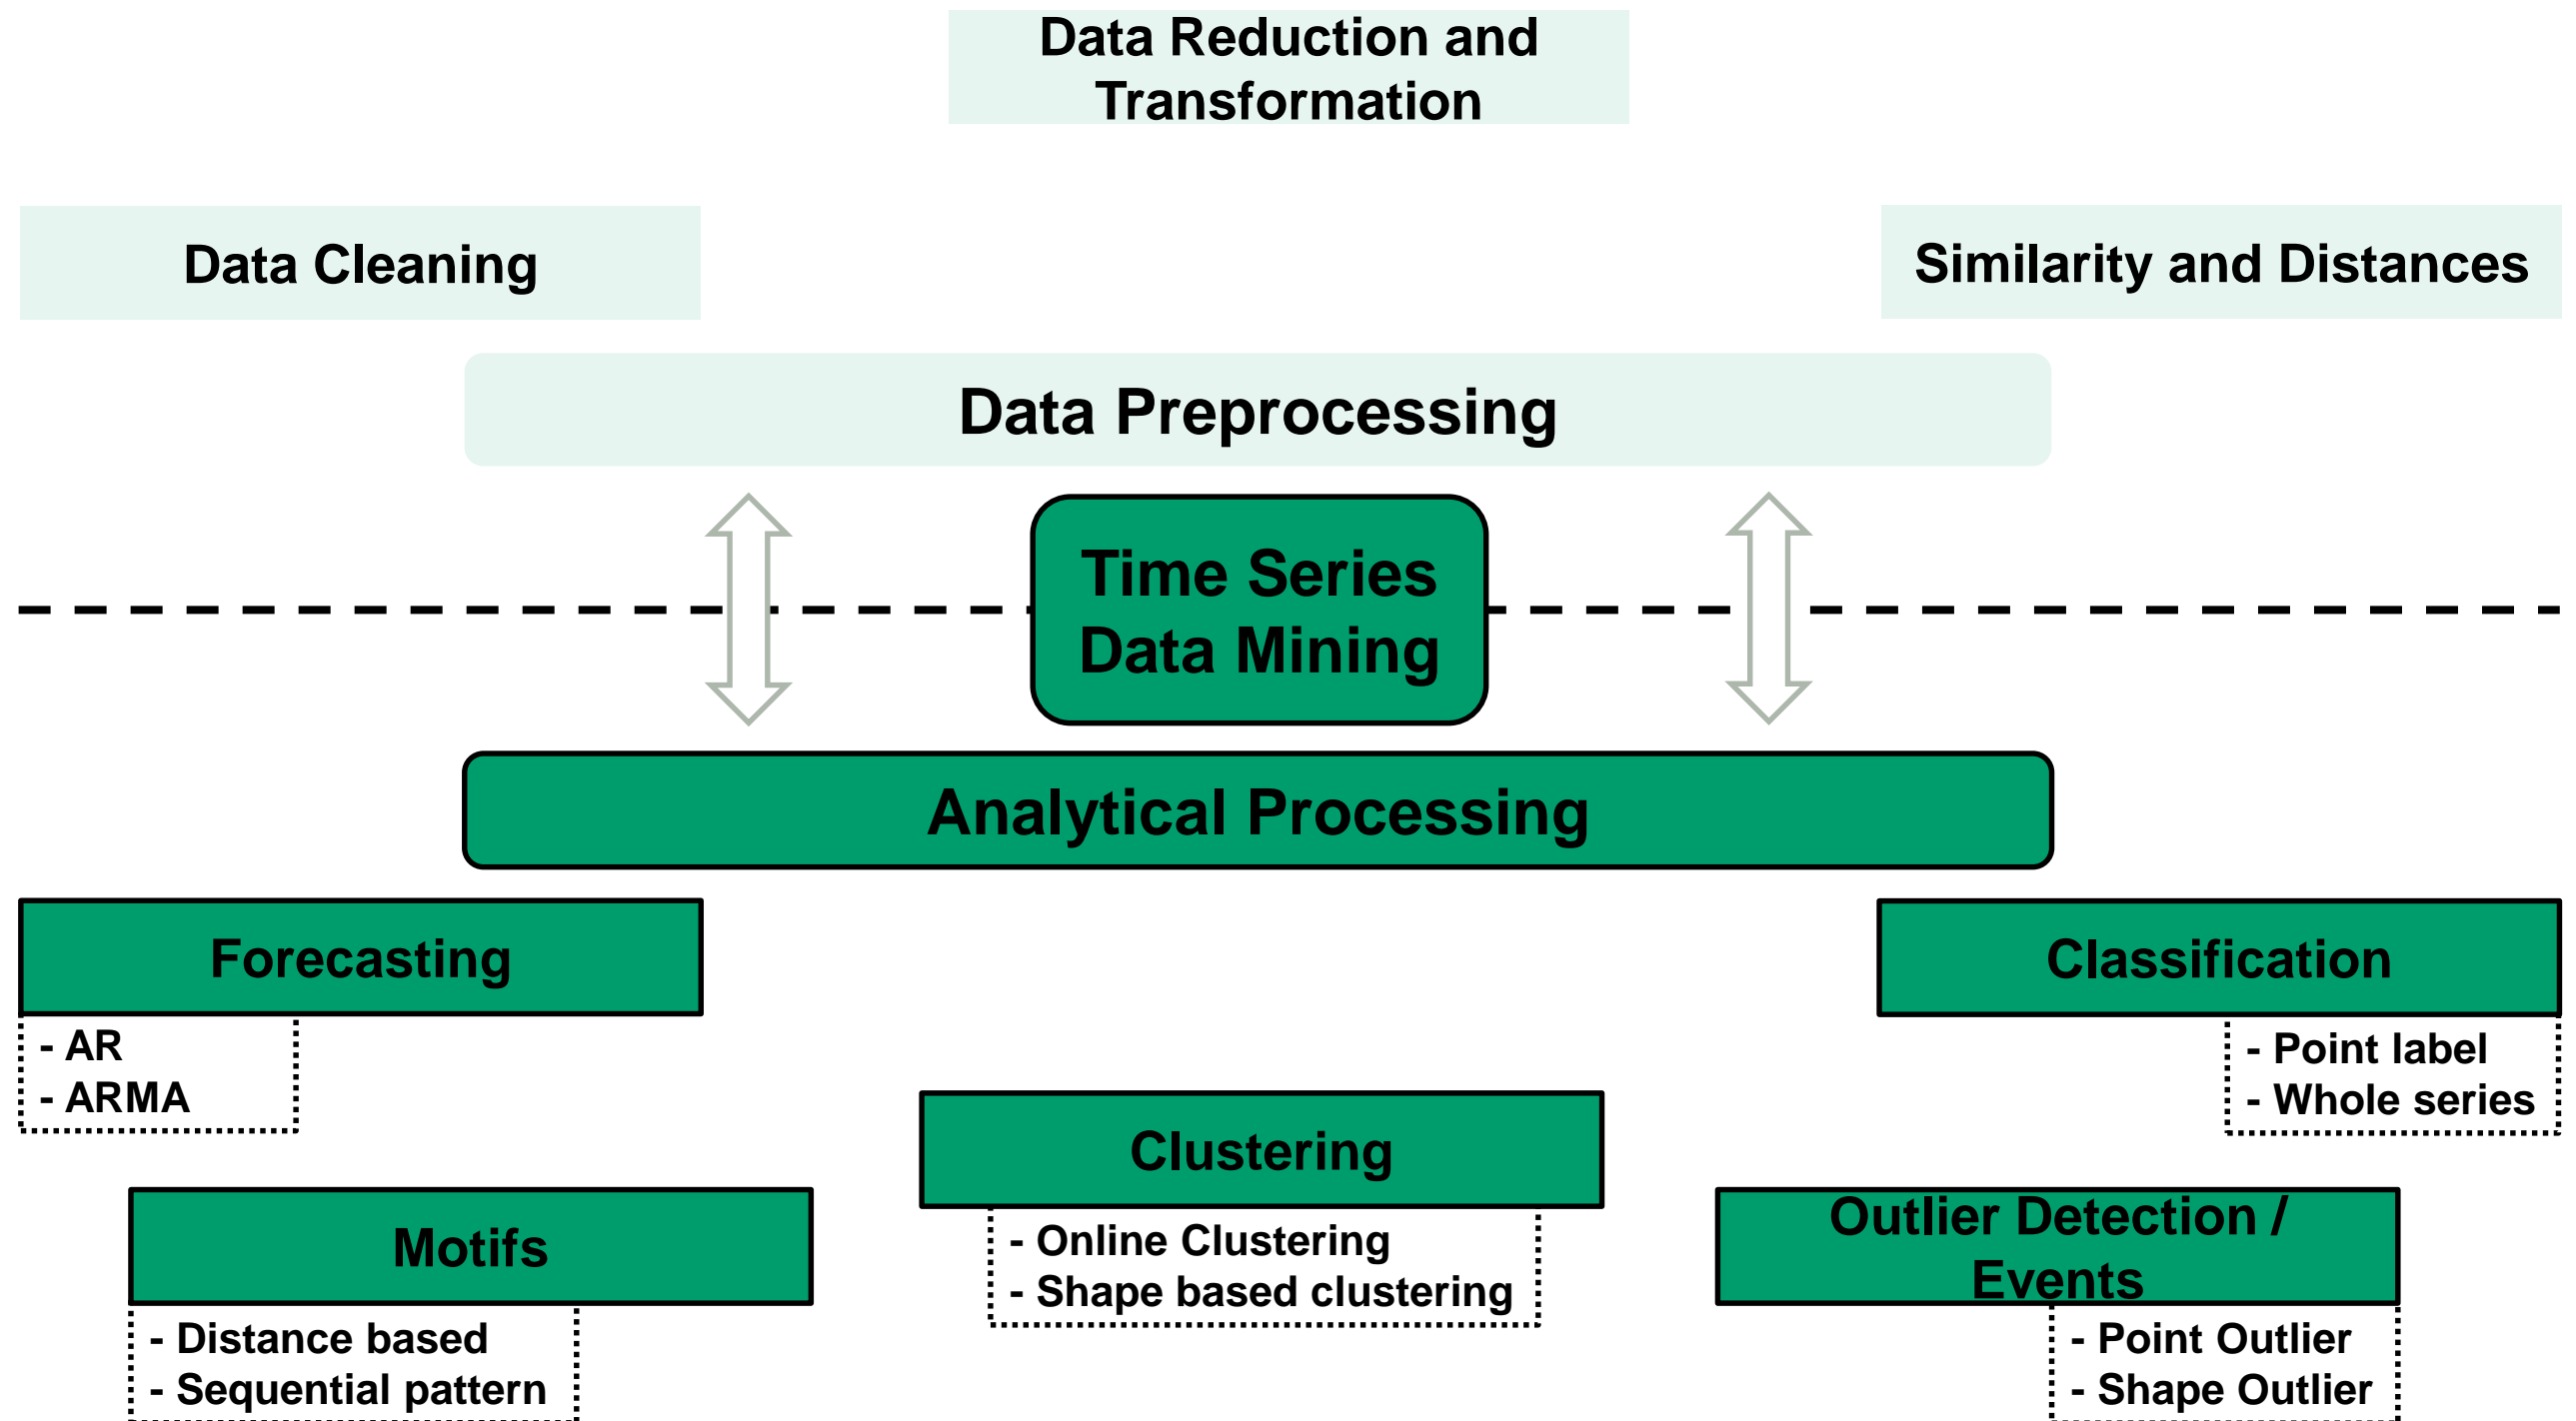 Data Reduction and
Transformation
Data Cleaning
Similarity and Distances
Data Preprocessing
Time Series
Data Mining
Analytical Processing
Forecasting
- AR
- ARMA
Classification
- Point label
- Whole series
Clustering
- Online Clustering
- Shape based clustering
Motifs
- Distance based
- Sequential pattern
Outlier Detection /
Events
- Point Outlier
- Shape Outlier